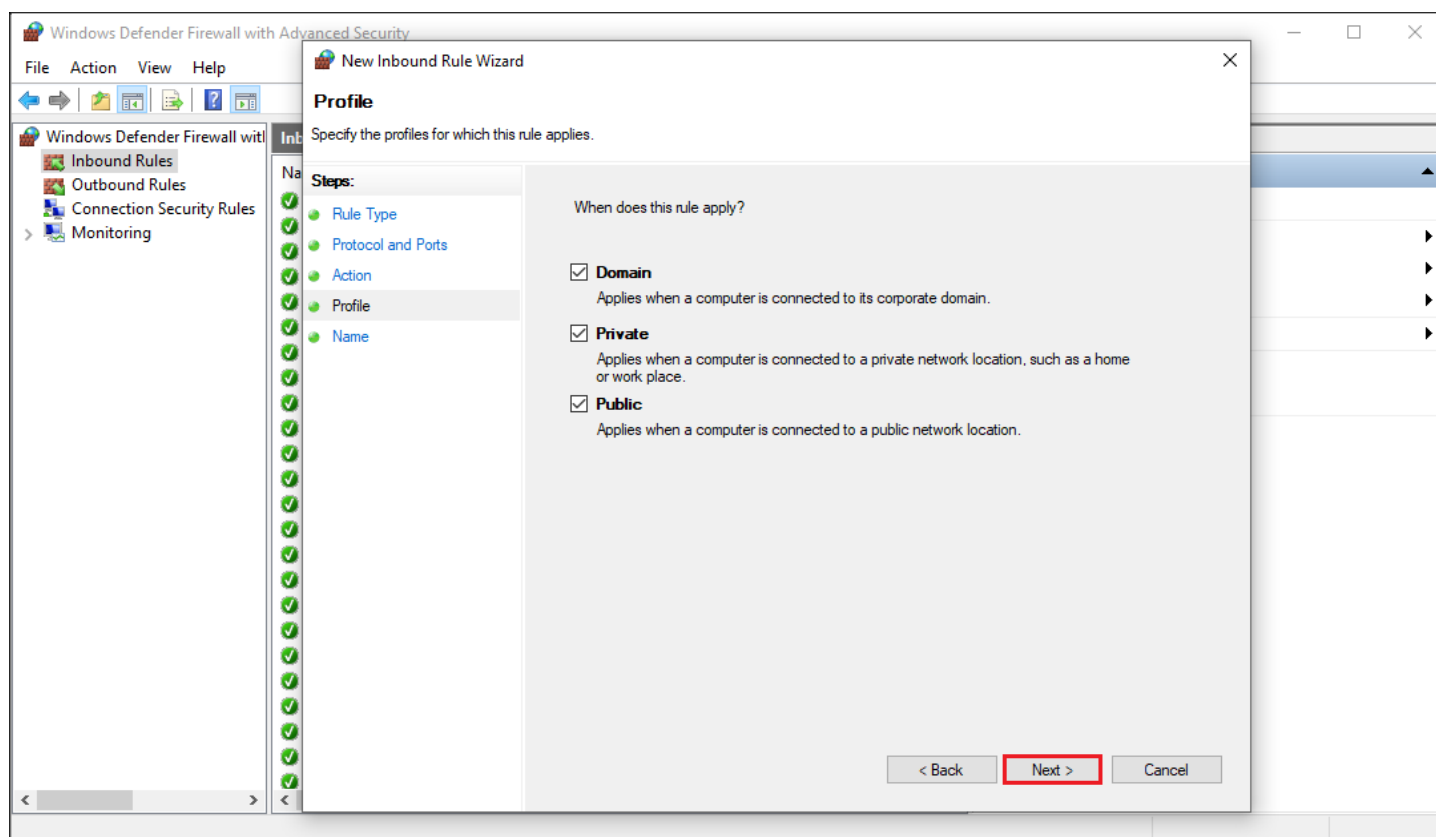 Windows Defender Firewall with Advanced Security
File Action View Help
Windows Defender Firewall witl
Inbound Rules
Outbound Rules
Connection Security Rules
Monitoring
Inb
Na
New Inbound Rule Wizard
Profile
Specify the profiles for which this rule applies.
Steps:
Rule Type
Protocol and Ports
Action
Profile
Name
When does this rule apply?
Domain
Applies when a computer is connected to its corporate domain.
Private
Applies when a computer is connected to a private network location, such as a home
or work place.
Public
Applies when a computer is connected to a public network location.
< Back
Next >
Cancel